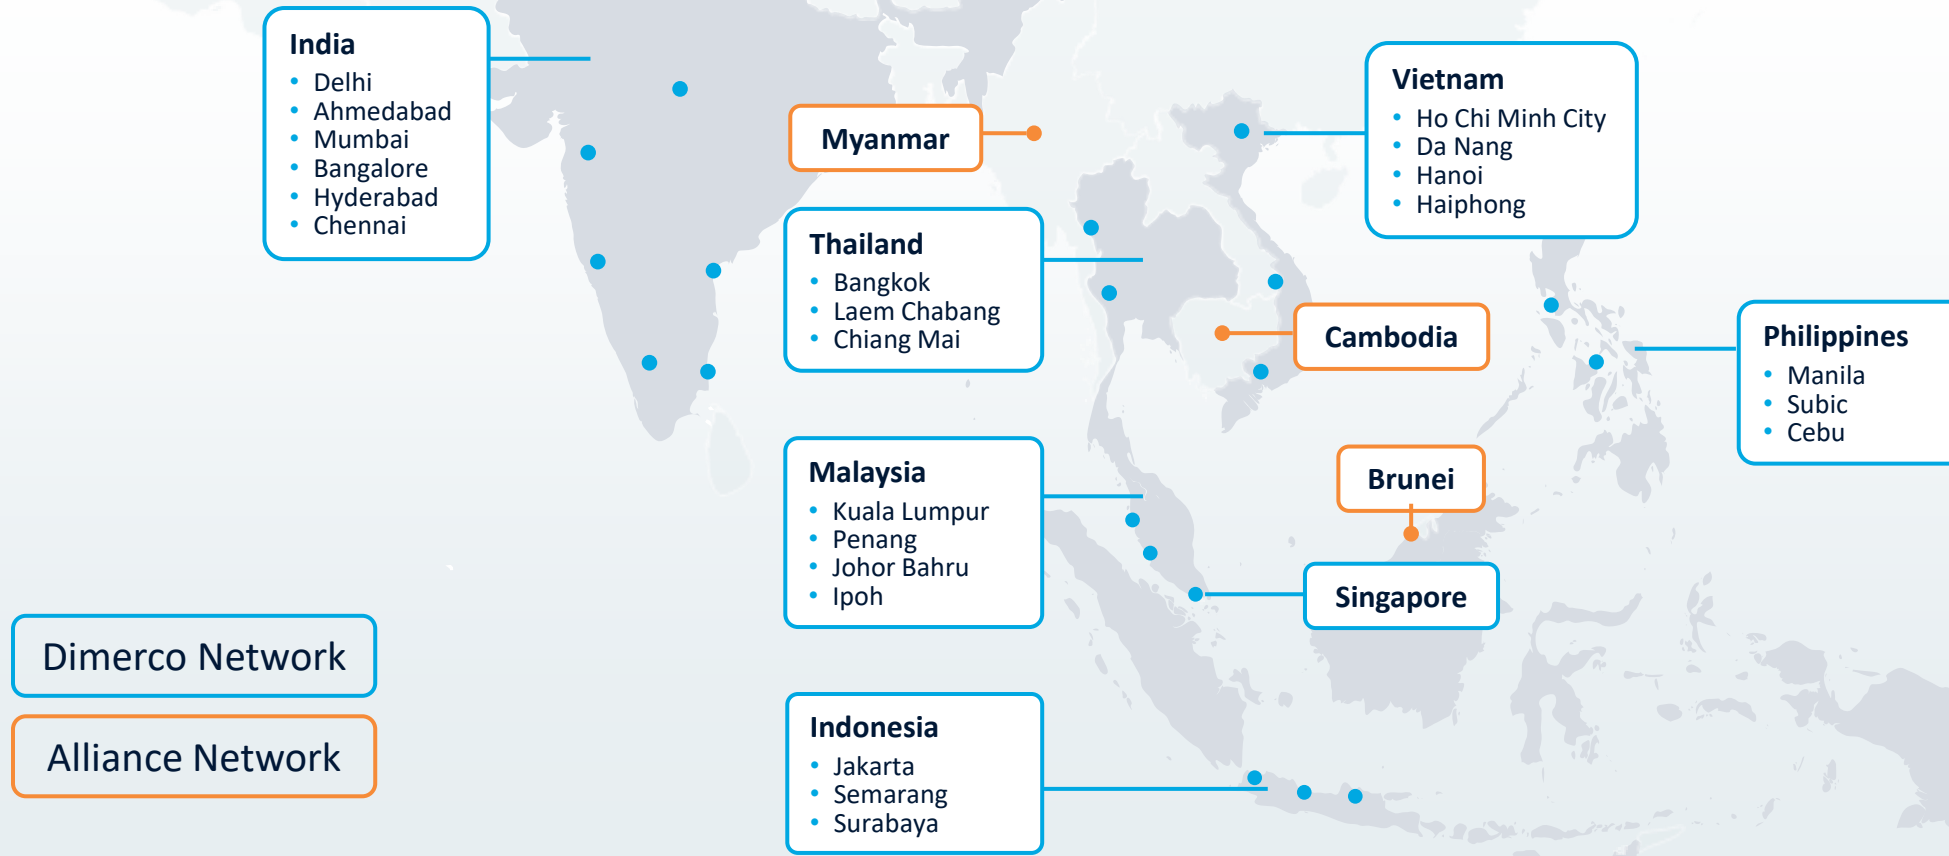 India
• Delhi
• Ahmedabad
• Mumbai
• Bangalore
• Hyderabad
• Chennai
Myanmar
Vietnam
• Ho Chi Minh City
• Da Nang
• Hanoi
• Haiphong
Thailand
• Bangkok
• Laem Chabang
• Chiang Mai
Cambodia
Philippines
• Manila
• Subic
• Cebu
Malaysia
• Kuala Lumpur
• Penang
• Johor Bahru
• Ipoh
Brunei
Singapore
Dimerco Network
Alliance Network
Indonesia
• Jakarta
• Semarang
• Surabaya